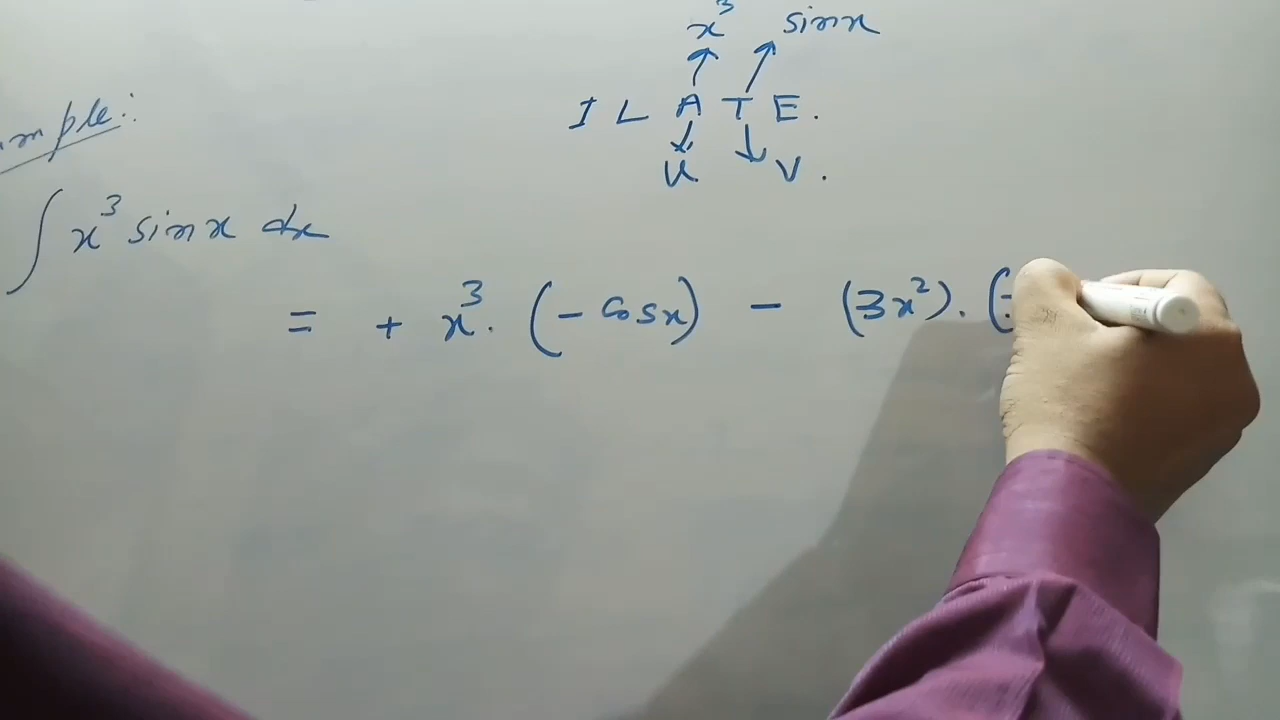 x³ sinx
I L A T E.
U V.
mple:
∫ x³ sinx dx
= + x³. (- cosx) - (3x²). (-